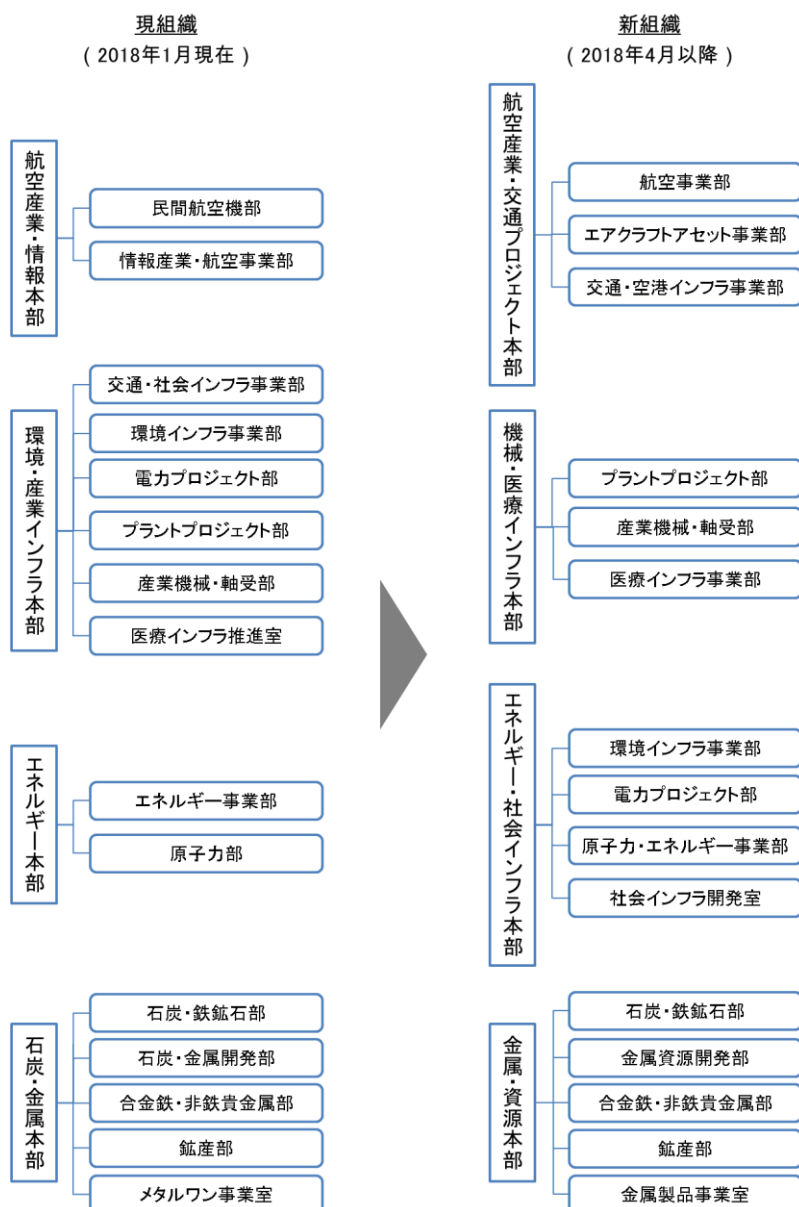 現組織
（2018年1月現在）
航空産業・情報本部
民間航空機部
情報産業・航空事業部
環境・産業インフラ本部
交通・社会インフラ事業部
環境インフラ事業部
電力プロジェクト部
プラントプロジェクト部
産業機械・軸受部
医療インフラ推進室
エネルギー本部
エネルギー事業部
原子力部
石炭・金属本部
石炭・鉄鉱石部
石炭・金属開発部
合金鉄・非鉄貴金属部
鉱産部
メタルワン事業室
新組織
（2018年4月以降）
航空産業・交通プロジェクト本部
航空事業部
エアクラフトアセット事業部
交通・空港インフラ事業部
機械・医療インフラ本部
プラントプロジェクト部
産業機械・軸受部
医療インフラ事業部
エネルギー・社会インフラ本部
環境インフラ事業部
電力プロジェクト部
原子力・エネルギー事業部
社会インフラ開発室
金属・資源本部
石炭・鉄鉱石部
金属資源開発部
合金鉄・非鉄貴金属部
鉱産部
金属製品事業室